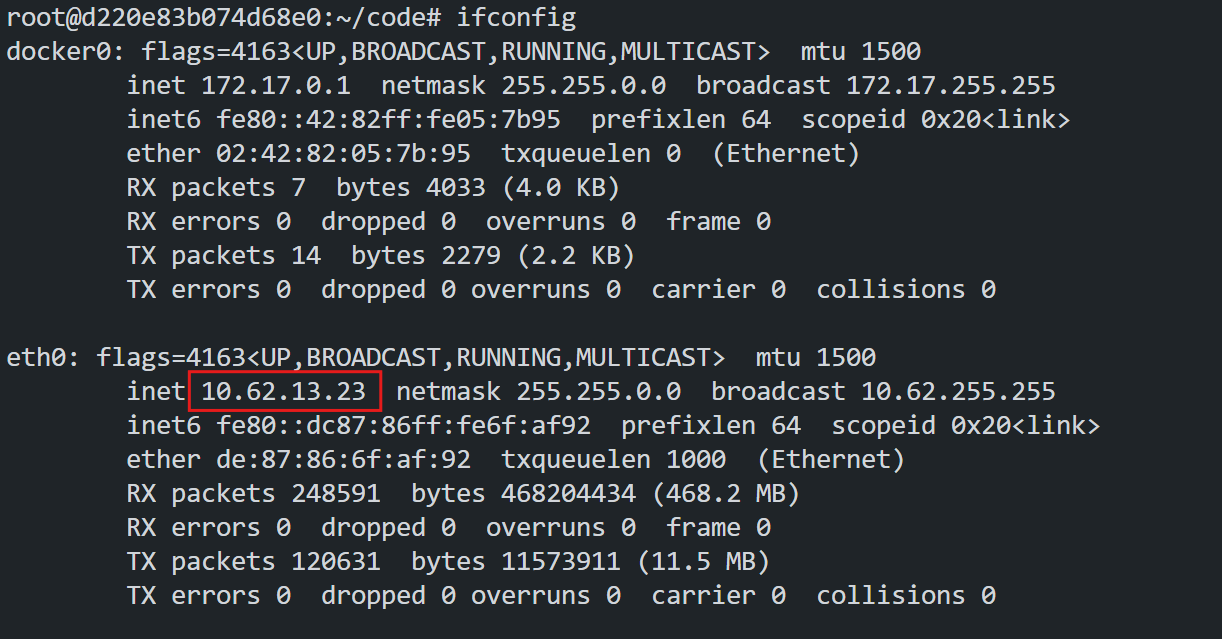 root@d220e83b074d68e0:~/code# ifconfig
docker0: flags=4163<UP,BROADCAST,RUNNING,MULTICAST>  mtu 1500
        inet 172.17.0.1  netmask 255.255.0.0  broadcast 172.17.255.255
        inet6 fe80::42:82ff:fe05:7b95  prefixlen 64  scopeid 0x20<link>
        ether 02:42:82:05:7b:95  txqueuelen 0  (Ethernet)
        RX packets 7  bytes 4033 (4.0 KB)
        RX errors 0  dropped 0  overruns 0  frame 0
        TX packets 14  bytes 2279 (2.2 KB)
        TX errors 0  dropped 0 overruns 0  carrier 0  collisions 0

eth0: flags=4163<UP,BROADCAST,RUNNING,MULTICAST>  mtu 1500
        inet 10.62.13.23  netmask 255.255.0.0  broadcast 10.62.255.255
        inet6 fe80::dc87:86ff:fe6f:af92  prefixlen 64  scopeid 0x20<link>
        ether de:87:86:6f:af:92  txqueuelen 1000  (Ethernet)
        RX packets 248591  bytes 468204434 (468.2 MB)
        RX errors 0  dropped 0  overruns 0  frame 0
        TX packets 120631  bytes 11573911 (11.5 MB)
        TX errors 0  dropped 0 overruns 0  carrier 0  collisions 0